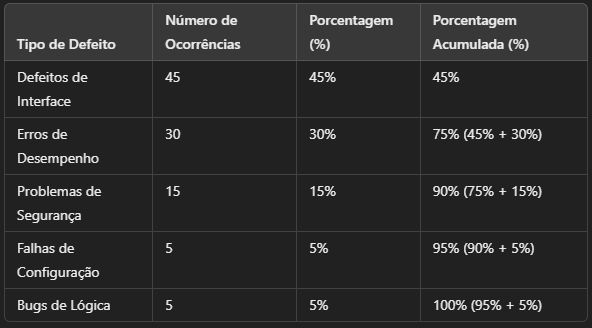 Tipo de Defeito
Número de
Ocorrências
Porcentagem
(%)
Porcentagem
Acumulada (%)
Defeitos de
Interface
45
45%
45%
Erros de
Desempenho
30
30%
75% (45% + 30%)
Problemas de
Segurança
15
15%
90% (75% + 15%)
Falhas de
Configuração
5
5%
95% (90% + 5%)
Bugs de Lógica
5
5%
100% (95% + 5%)